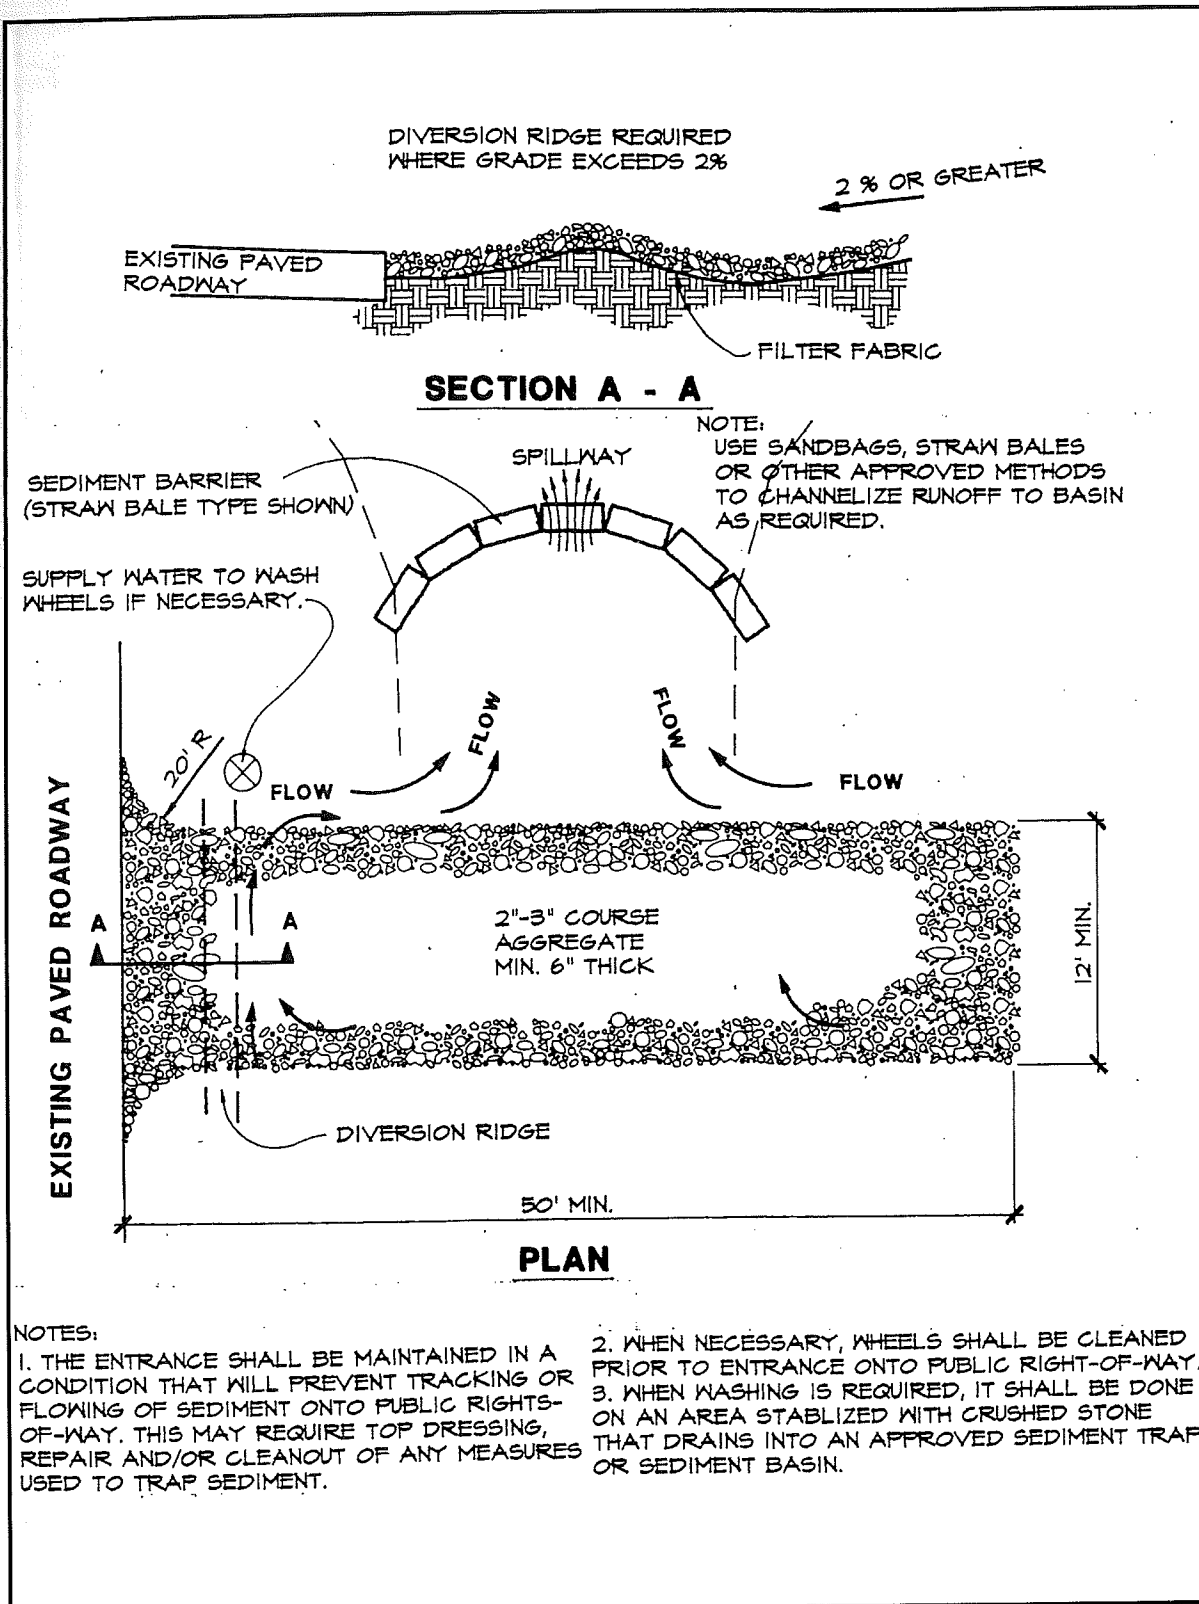 DIVERSION RIDGE REQUIRED
WHERE GRADE EXCEEDS 2%
2 % OR GREATER
EXISTING PAVED
ROADWAY
FILTER FABRIC
SECTION A - A
NOTE:
USE SANDBAGS, STRAW BALES
OR OTHER APPROVED METHODS
TO CHANNELIZE RUNOFF TO BASIN
AS REQUIRED.
SPILLWAY
SEDIMENT BARRIER
(STRAW BALE TYPE SHOWN)
SUPPLY WATER TO WASH
WHEELS IF NECESSARY.
FLOW
FLOW
20' R
FLOW
FLOW
EXISTING PAVED ROADWAY
A
A
2"-3" COURSE
AGGREGATE
MIN. 6" THICK
12' MIN.
DIVERSION RIDGE
50' MIN.
PLAN
NOTES:
1. THE ENTRANCE SHALL BE MAINTAINED IN A
CONDITION THAT WILL PREVENT TRACKING OR
FLOWING OF SEDIMENT ONTO PUBLIC RIGHTS-
OF-WAY. THIS MAY REQUIRE TOP DRESSING,
REPAIR AND/OR CLEANOUT OF ANY MEASURES
USED TO TRAP SEDIMENT.
2. WHEN NECESSARY, WHEELS SHALL BE CLEANED
PRIOR TO ENTRANCE ONTO PUBLIC RIGHT-OF-WAY.
3. WHEN WASHING IS REQUIRED, IT SHALL BE DONE
ON AN AREA STABLIZED WITH CRUSHED STONE
THAT DRAINS INTO AN APPROVED SEDIMENT TRAP
OR SEDIMENT BASIN.